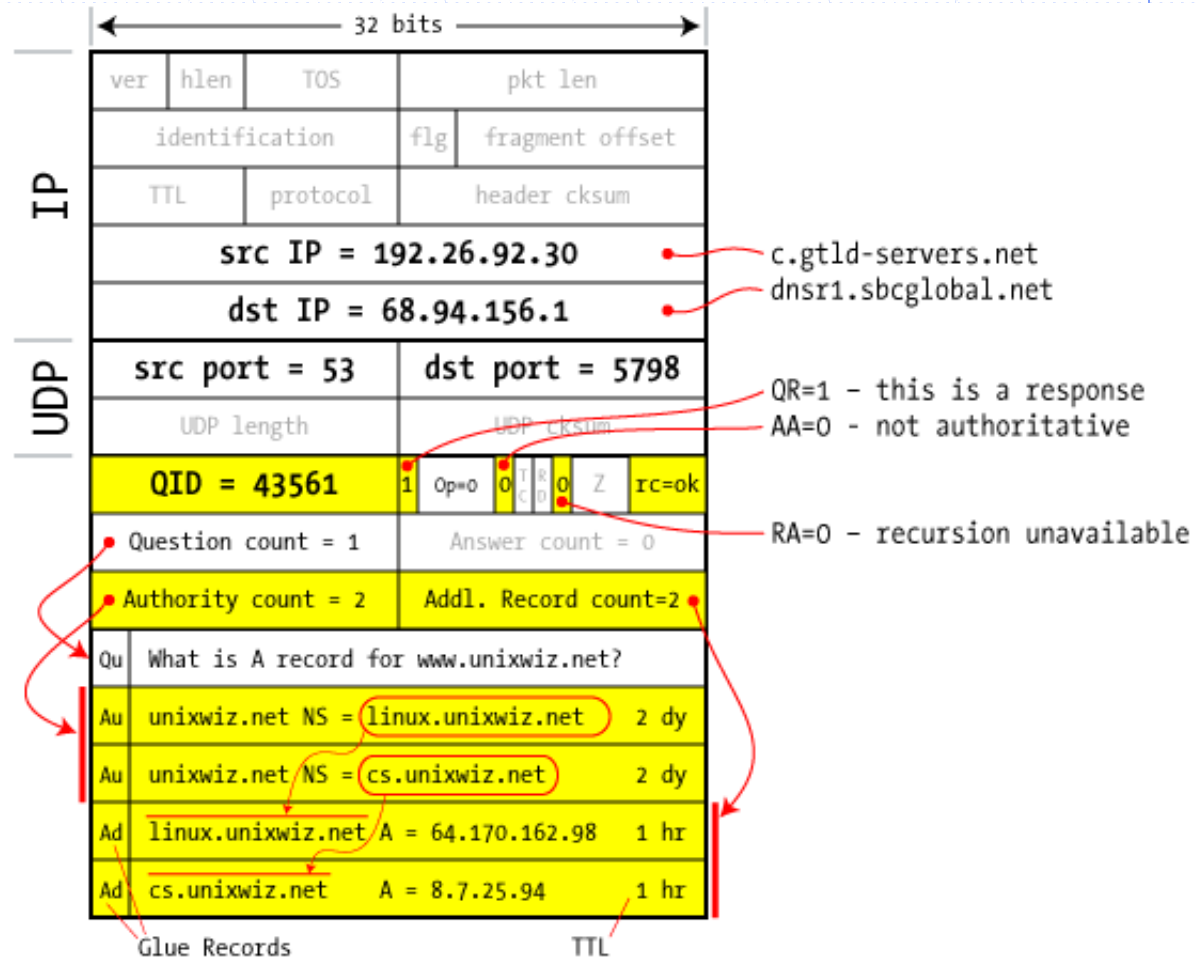 32 bits
ver hlen TOS pkt len
identification flg fragment offset
TTL protocol header cksum
IP
src IP = 192.26.92.30
c.gtld-servers.net
dst IP = 68.94.156.1
dnsr1.sbcglobal.net
UDP
src port = 53 dst port = 5798
QR=1 – this is a response
UDP length UDP cksum
AA=0 - not authoritative
QID = 43561 1 Op=0 0 TC RD 0 Z rc=ok
RA=0 – recursion unavailable
Question count = 1 Answer count = 0
Authority count = 2 Addl. Record count=2
Qu What is A record for www.unixwiz.net?
Au unixwiz.net NS = linux.unixwiz.net 2 dy
Au unixwiz.net NS = cs.unixwiz.net 2 dy
Ad linux.unixwiz.net A = 64.170.162.98 1 hr
Ad cs.unixwiz.net A = 8.7.25.94 1 hr
Glue Records TTL